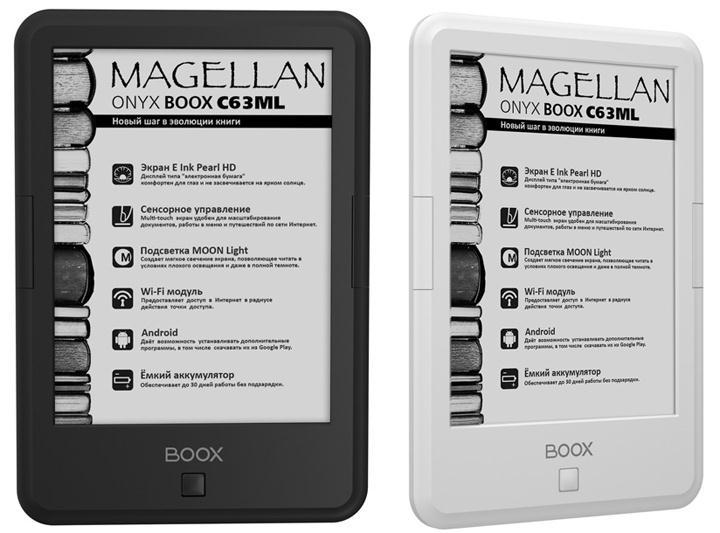 MAGELLAN
ONYX BOOX C63ML
Новый шаг в эволюции книги
Экран E Ink Pearl HD
Дисплей типа "электронная бумага"
комфортен для глаз и не засвечивается на ярком солнце.
Сенсорное управление
Multi-touch экран удобен для масштабирования
документов, работы в меню и путешествий по сети Интернет.
M
Подсветка MOON Light
Создает мягкое свечение экрана, позволяющее читать в
условиях плохого освещения и даже в полной темноте.
Wi-Fi модуль
Предоставляет доступ в Интернет в радиусе
действия точки доступа.
Android
Даёт возможность устанавливать дополнительные
программы, в том числе скачивать их из Google Play.
Ёмкий аккумулятор
Обеспечивает до 30 дней работы без подзарядки.
BOOX
MAGELLAN
ONYX BOOX C63ML
Новый шаг в эволюции книги
Экран E Ink Pearl HD
Дисплей типа "электронная бумага"
комфортен для глаз и не засвечивается на ярком солнце.
Сенсорное управление
Multi-touch экран удобен для масштабирования
документов, работы в меню и путешествий по сети Интернет.
M
Подсветка MOON Light
Создает мягкое свечение экрана, позволяющее читать в
условиях плохого освещения и даже в полной темноте.
Wi-Fi модуль
Предоставляет доступ в Интернет в радиусе
действия точки доступа.
Android
Даёт возможность устанавливать дополнительные
программы, в том числе скачивать их из Google Play.
Ёмкий аккумулятор
Обеспечивает до 30 дней работы без подзарядки.
BOOX